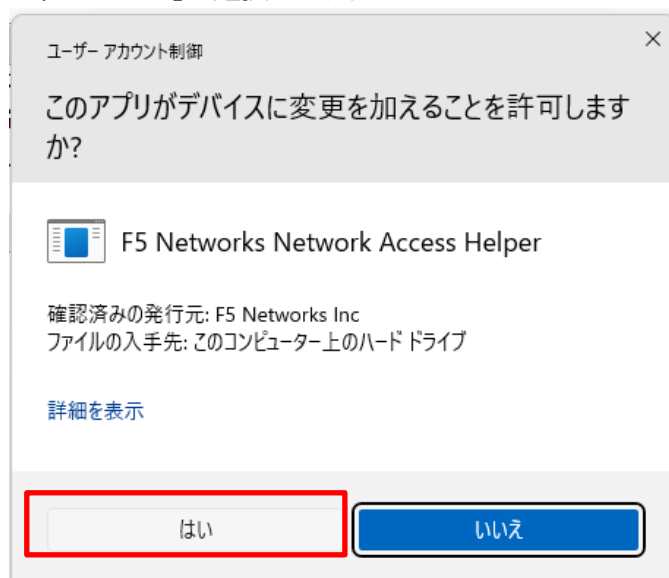 ユーザー アカウント制御
このアプリがデバイスに変更を加えることを許可します
か?
F5 Networks Network Access Helper
確認済みの発行元: F5 Networks Inc
ファイルの入手先: このコンピューター上のハード ドライブ
詳細を表示
はい
いいえ